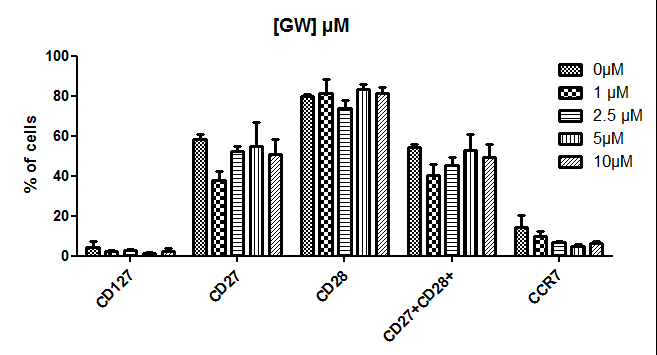 [GW] µM
% of cells
100
80
60
40
20
0
CD127
CD27
CD28
CD27+CD28+
CCR7
0µM
1 µM
2.5 µM
5µM
10µM